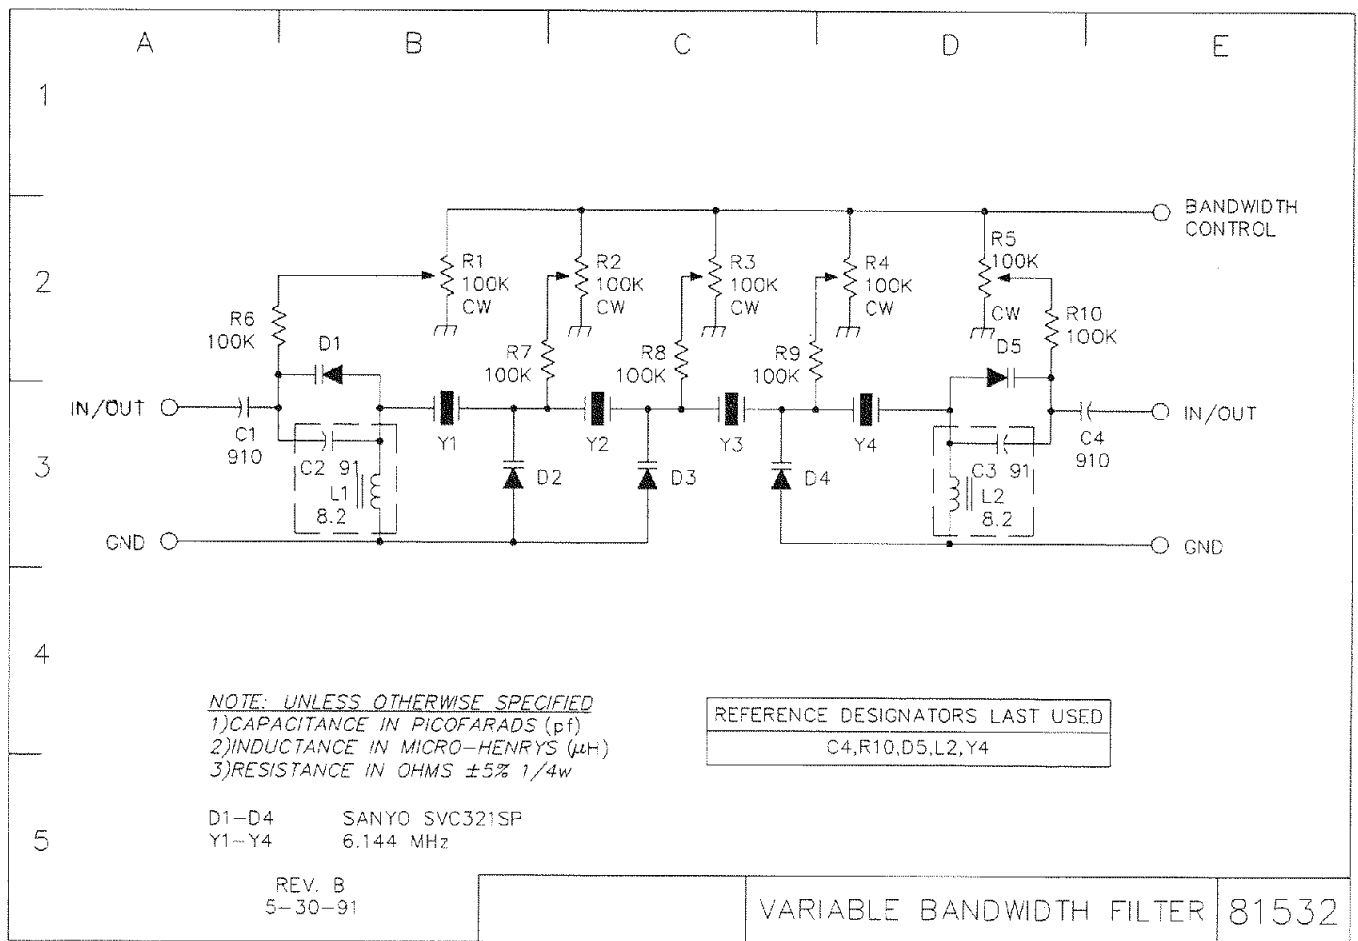 A B C D E
1
BANDWIDTH
CONTROL
2
R1
100K
CW
R2
100K
CW
R3
100K
CW
R4
100K
CW
R5
100K
CW
R6
100K
D1
R7
100K
R8
100K
R9
100K
R10
100K
D5
IN/OUT
C1
910
Y1
Y2
Y3
Y4
C4
910
IN/OUT
3
C2 91
L1
8.2
D2
D3
D4
C3 91
L2
8.2
GND
GND
4
NOTE: UNLESS OTHERWISE SPECIFIED
1)CAPACITANCE IN PICOFARADS (pf)
2)INDUCTANCE IN MICRO-HENRYS (μH)
3)RESISTANCE IN OHMS ±5% 1/4w
REFERENCE DESIGNATORS LAST USED
C4,R10,D5,L2,Y4
D1-D4 SANYO SVC321SP
Y1-Y4 6.144 MHz
5
REV. B
5-30-91
VARIABLE BANDWIDTH FILTER 81532